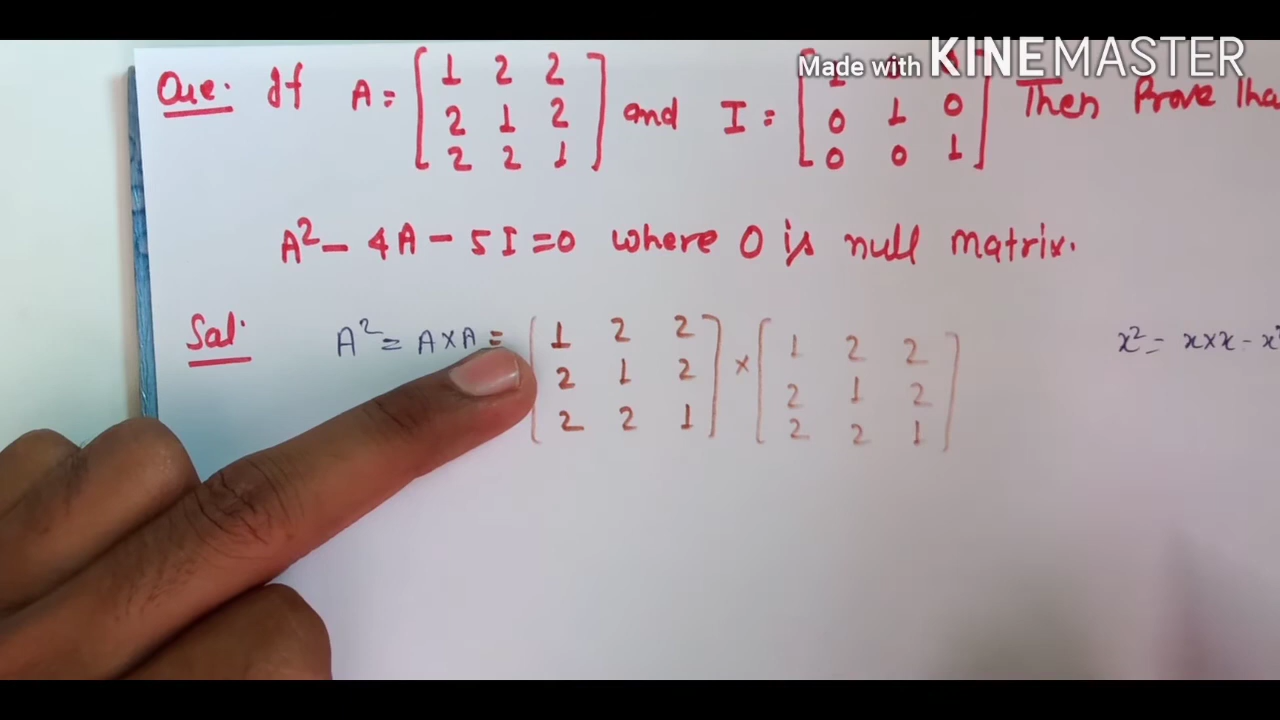 Made with KINEMASTER
Que: If A = [ 1 2 2 ] and I = [ ] Then Prove tha
[ 2 1 2 ] [ 0 1 0 ]
[ 2 2 1 ] [ 0 0 1 ]
A² - 4A - 5I = 0 where 0 is null matrix.
Sol: A² = A×A = [ 1 2 2 ] × [ 1 2 2 ] x² = x×x - x²
[ 2 1 2 ] [ 2 1 2 ]
[ 2 2 1 ] [ 2 2 1 ]